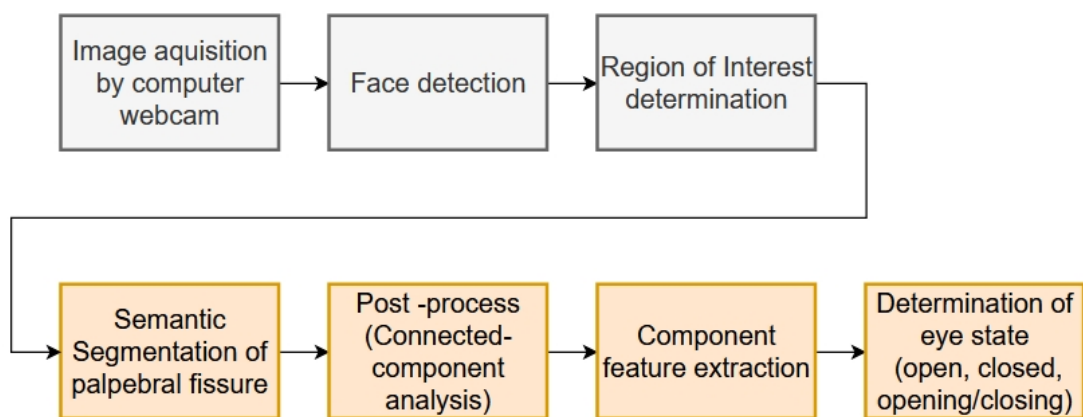 Image aquisition
by computer
webcam
Face detection
Region of Interest
determination
Semantic
Segmentation of
palpebral fissure
Post -process
(Connected-
component
analysis)
Component
feature extraction
Determination of
eye state
(open, closed,
opening/closing)